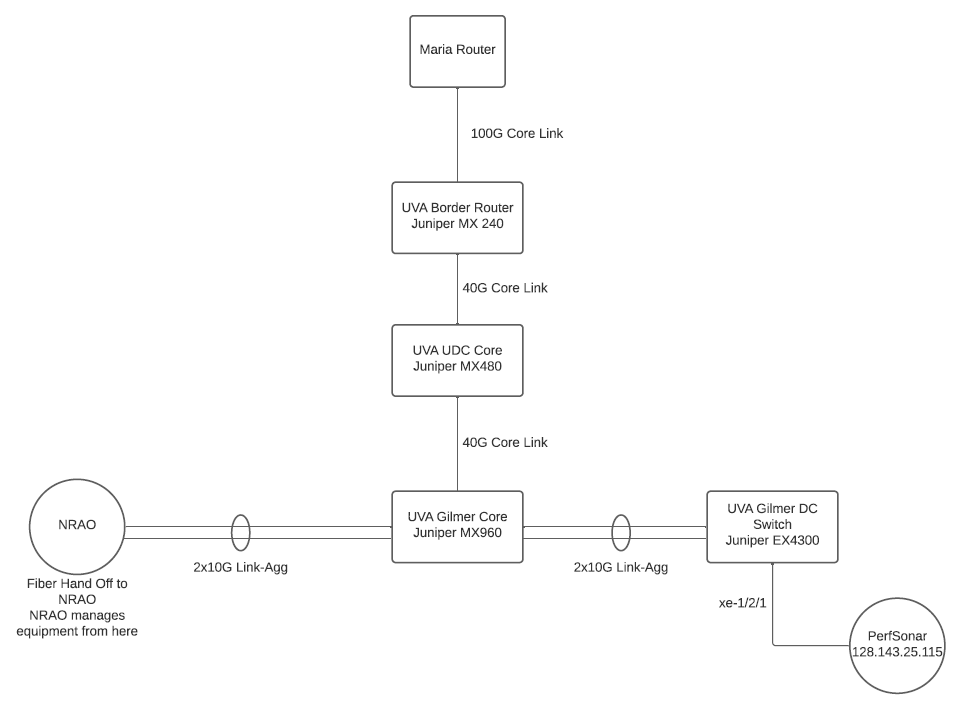 Maria Router
100G Core Link
UVA Border Router
Juniper MX 240
40G Core Link
UVA UDC Core
Juniper MX480
40G Core Link
NRAO
Fiber Hand Off to
NRAO
NRAO manages
equipment from here
2x10G Link-Agg
UVA Gilmer Core
Juniper MX960
2x10G Link-Agg
UVA Gilmer DC
Switch
Juniper EX4300
xe-1/2/1
PerfSonar
128.143.25.115